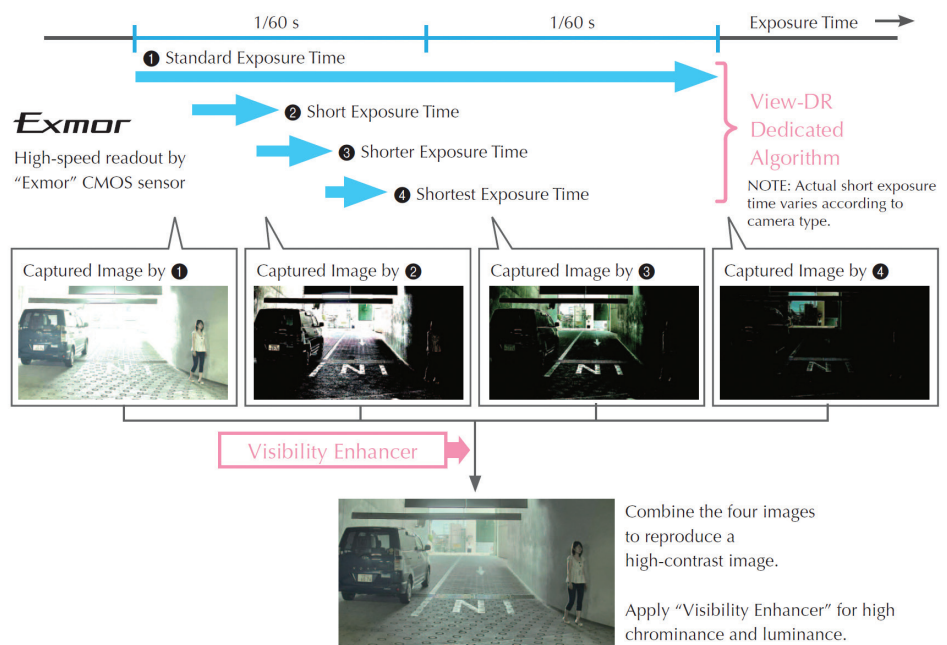 1/60 s
1/60 s
Exposure Time
❶ Standard Exposure Time
❷ Short Exposure Time
❸ Shorter Exposure Time
❹ Shortest Exposure Time
Exmor
High-speed readout by
“Exmor” CMOS sensor
View-DR
Dedicated
Algorithm
NOTE: Actual short exposure
time varies according to
camera type.
Captured Image by ❶
Captured Image by ❷
Captured Image by ❸
Captured Image by ❹
IN
IN
IN
Visibility Enhancer
IN
Combine the four images
to reproduce a
high-contrast image.
Apply “Visibility Enhancer” for high
chrominance and luminance.